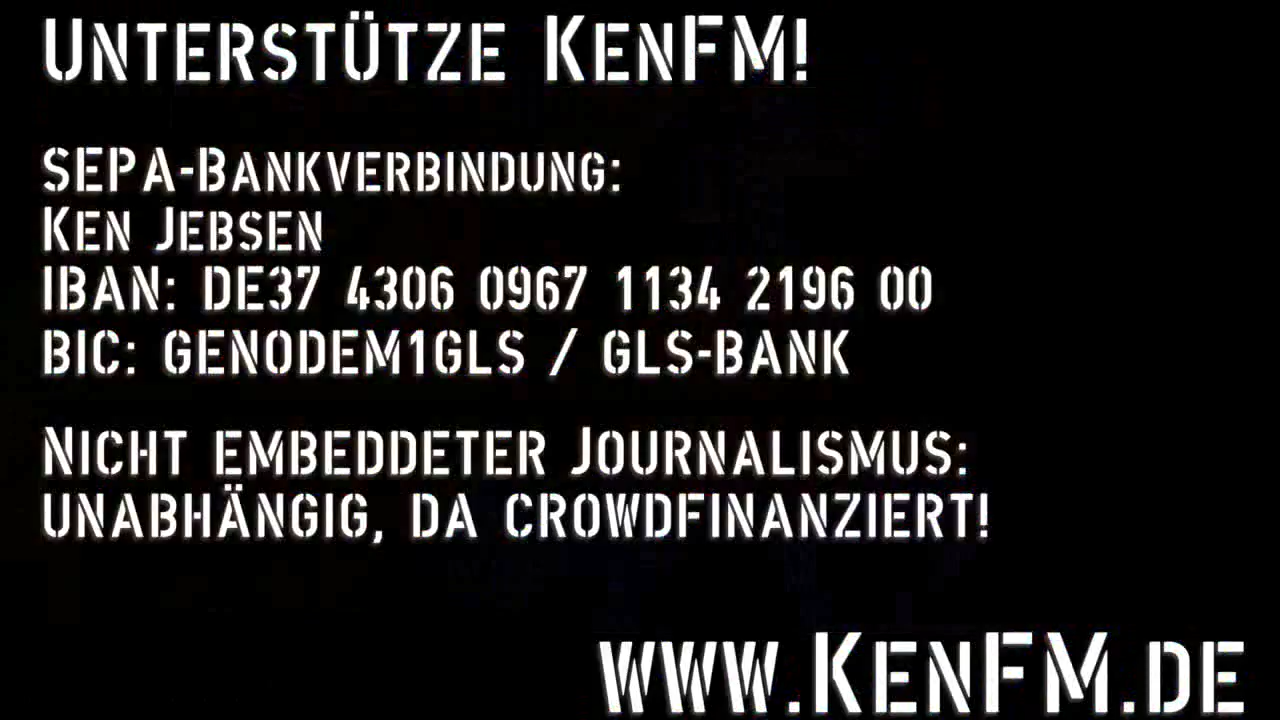 Unterstütze KenFM!
SEPA-Bankverbindung:
Ken Jebsen
IBAN: DE37 4306 0967 1134 2196 00
BIC: GENODEM1GLS / GLS-BANK
Nicht embeddeter Journalismus:
unabhängig, da crowdfinanziert!
www.KenFM.de